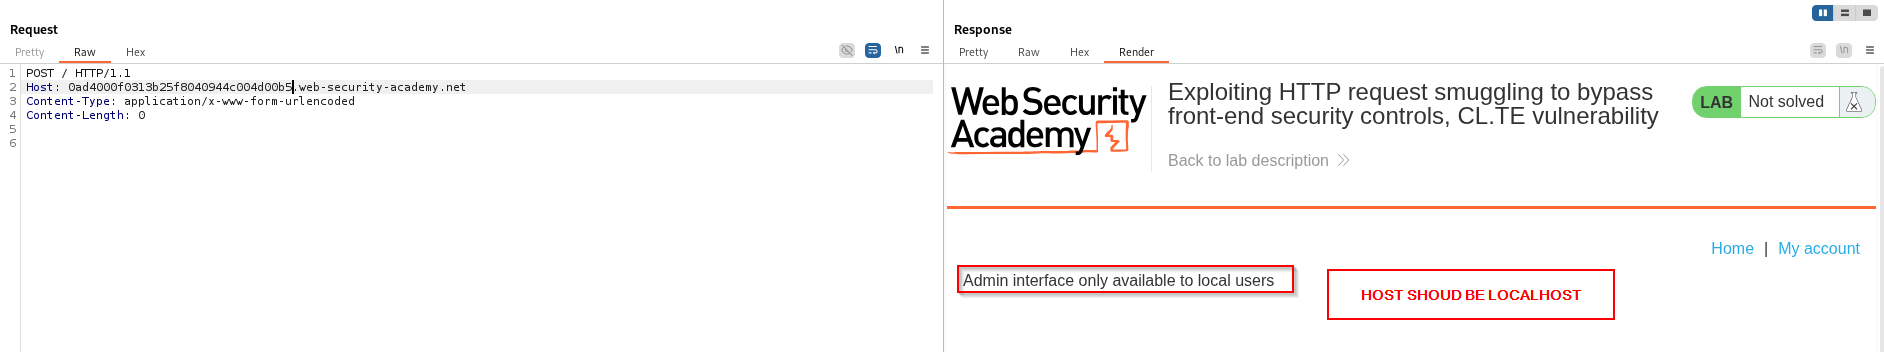 Request
Pretty Raw Hex
\n
1 POST / HTTP/1.1
2 Host: 0ad4000f0313b25f8040944c004d00b5.web-security-academy.net
3 Content-Type: application/x-www-form-urlencoded
4 Content-Length: 0
5
6
Response
Pretty Raw Hex Render
\n
Web Security
Academy
Exploiting HTTP request smuggling to bypass
front-end security controls, CL.TE vulnerability
Back to lab description
LAB Not solved
Home | My account
Admin interface only available to local users
HOST SHOUD BE LOCALHOST